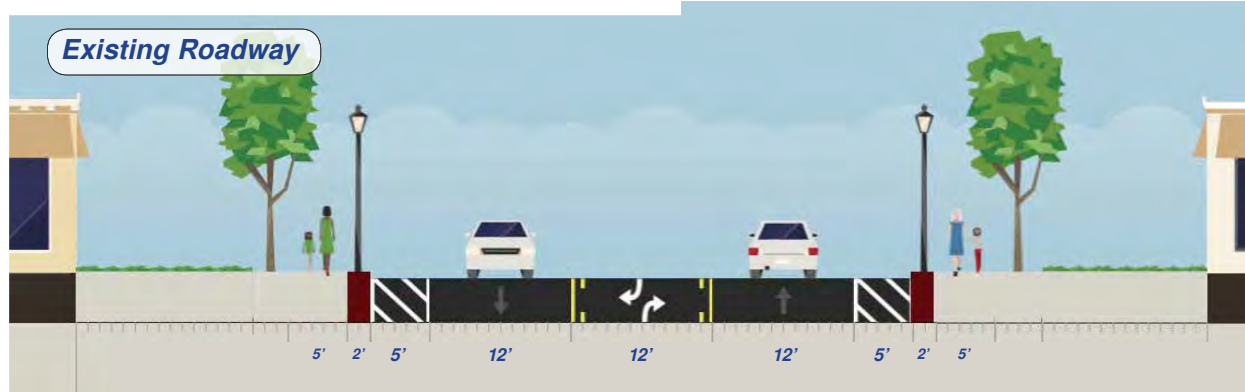 Existing Roadway
5’ 2’ 5’ 12’ 12’ 12’ 5’ 2’ 5’